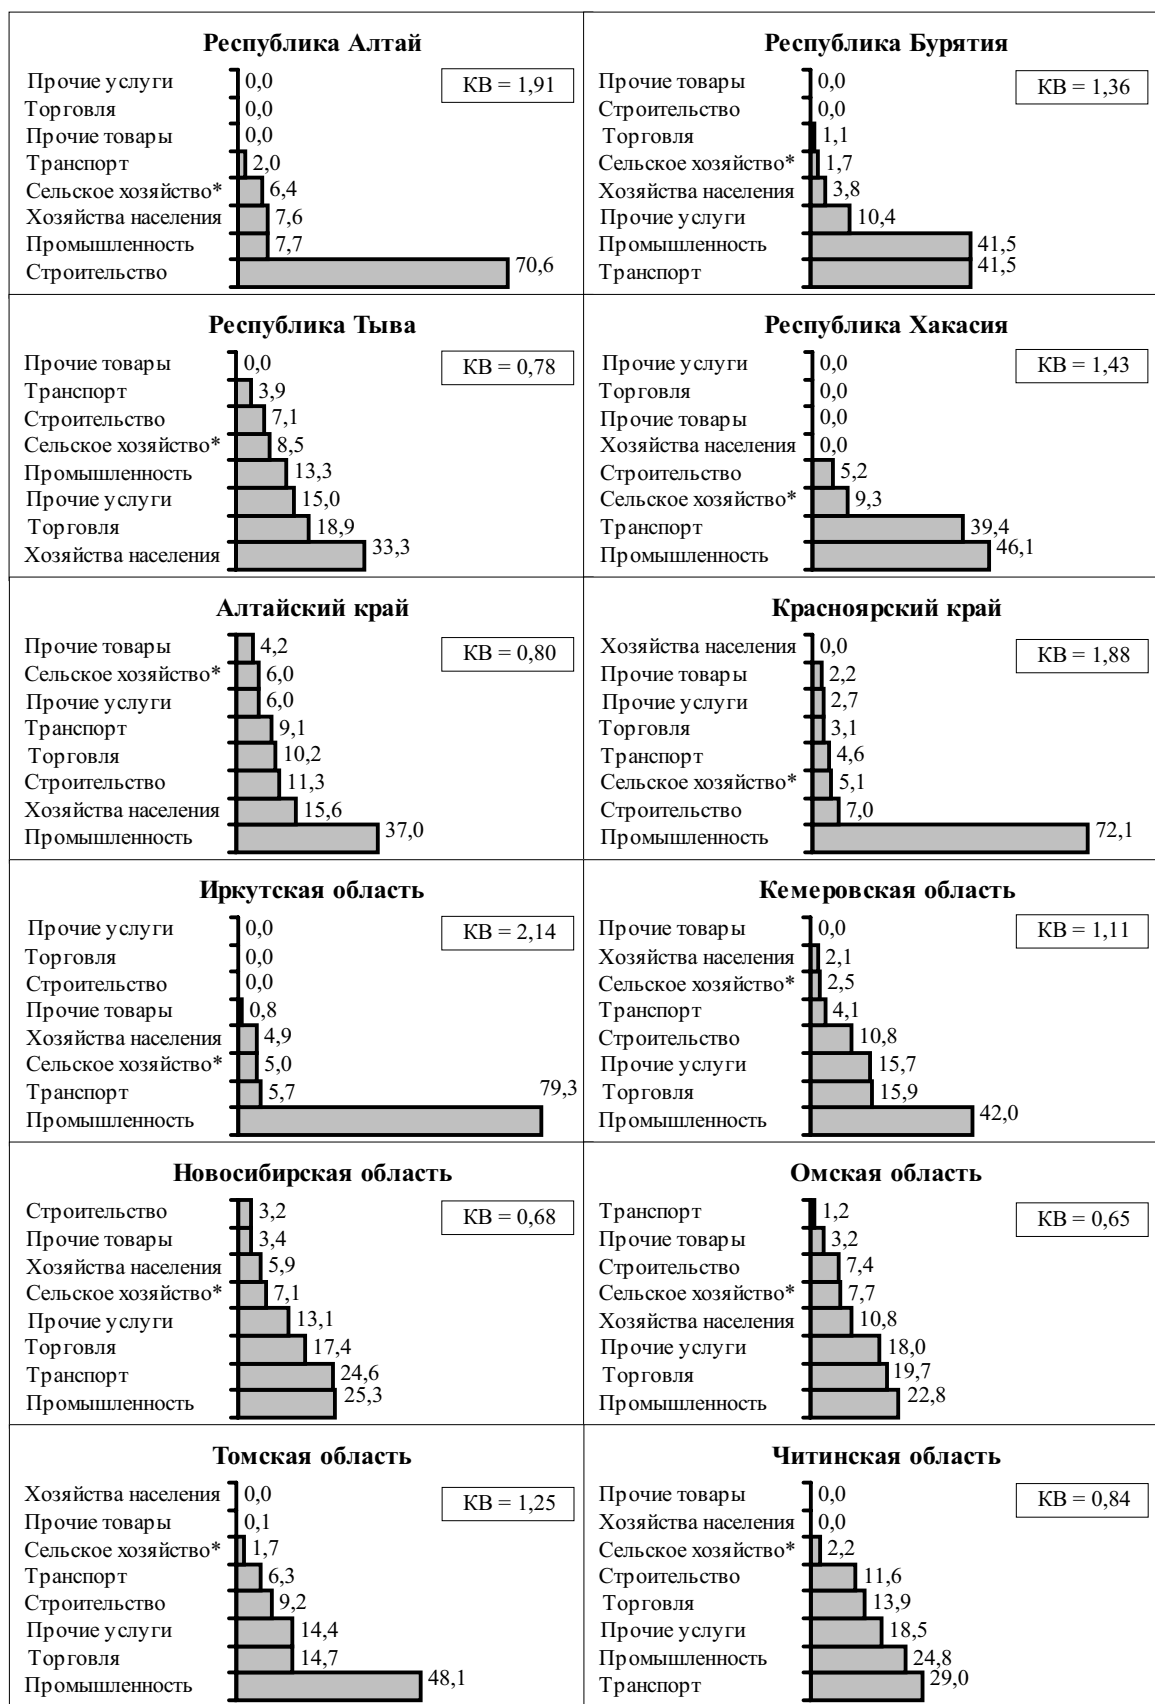 Республика Алтай
КВ = 1,91
Прочие услуги 0,0
Торговля 0,0
Прочие товары 0,0
Транспорт 2,0
Сельское хозяйство* 6,4
Хозяйства населения 7,6
Промышленность 7,7
Строительство 70,6
Республика Бурятия
КВ = 1,36
Прочие товары 0,0
Строительство 0,0
Торговля 1,1
Сельское хозяйство* 1,7
Хозяйства населения 3,8
Прочие услуги 10,4
Промышленность 41,5
Транспорт 41,5
Республика Тыва
КВ = 0,78
Прочие товары 0,0
Транспорт 3,9
Строительство 7,1
Сельское хозяйство* 8,5
Промышленность 13,3
Прочие услуги 15,0
Торговля 18,9
Хозяйства населения 33,3
Республика Хакасия
КВ = 1,43
Прочие услуги 0,0
Торговля 0,0
Прочие товары 0,0
Хозяйства населения 0,0
Строительство 5,2
Сельское хозяйство* 9,3
Транспорт 39,4
Промышленность 46,1
Алтайский край
КВ = 0,80
Прочие товары 4,2
Сельское хозяйство* 6,0
Прочие услуги 6,0
Транспорт 9,1
Торговля 10,2
Строительство 11,3
Хозяйства населения 15,6
Промышленность 37,0
Красноярский край
КВ = 1,88
Хозяйства населения 0,0
Прочие товары 2,2
Прочие услуги 2,7
Торговля 3,1
Транспорт 4,6
Сельское хозяйство* 5,1
Строительство 7,0
Промышленность 72,1
Иркутская область
КВ = 2,14
Прочие услуги 0,0
Торговля 0,0
Строительство 0,0
Прочие товары 0,8
Хозяйства населения 4,9
Сельское хозяйство* 5,0
Транспорт 5,7
Промышленность 79,3
Кемеровская область
КВ = 1,11
Прочие товары 0,0
Хозяйства населения 2,1
Сельское хозяйство* 2,5
Транспорт 4,1
Строительство 10,8
Прочие услуги 15,7
Торговля 15,9
Промышленность 42,0
Новосибирская область
КВ = 0,68
Строительство 3,2
Прочие товары 3,4
Хозяйства населения 5,9
Сельское хозяйство* 7,1
Прочие услуги 13,1
Торговля 17,4
Транспорт 24,6
Промышленность 25,3
Омская область
КВ = 0,65
Транспорт 1,2
Прочие товары 3,2
Строительство 7,4
Сельское хозяйство* 7,7
Хозяйства населения 10,8
Прочие услуги 18,0
Торговля 19,7
Промышленность 22,8
Томская область
КВ = 1,25
Хозяйства населения 0,0
Прочие товары 0,1
Сельское хозяйство* 1,7
Транспорт 6,3
Строительство 9,2
Прочие услуги 14,4
Торговля 14,7
Промышленность 48,1
Читинская область
КВ = 0,84
Прочие товары 0,0
Хозяйства населения 0,0
Сельское хозяйство* 2,2
Строительство 11,6
Торговля 13,9
Прочие услуги 18,5
Промышленность 24,8
Транспорт 29,0